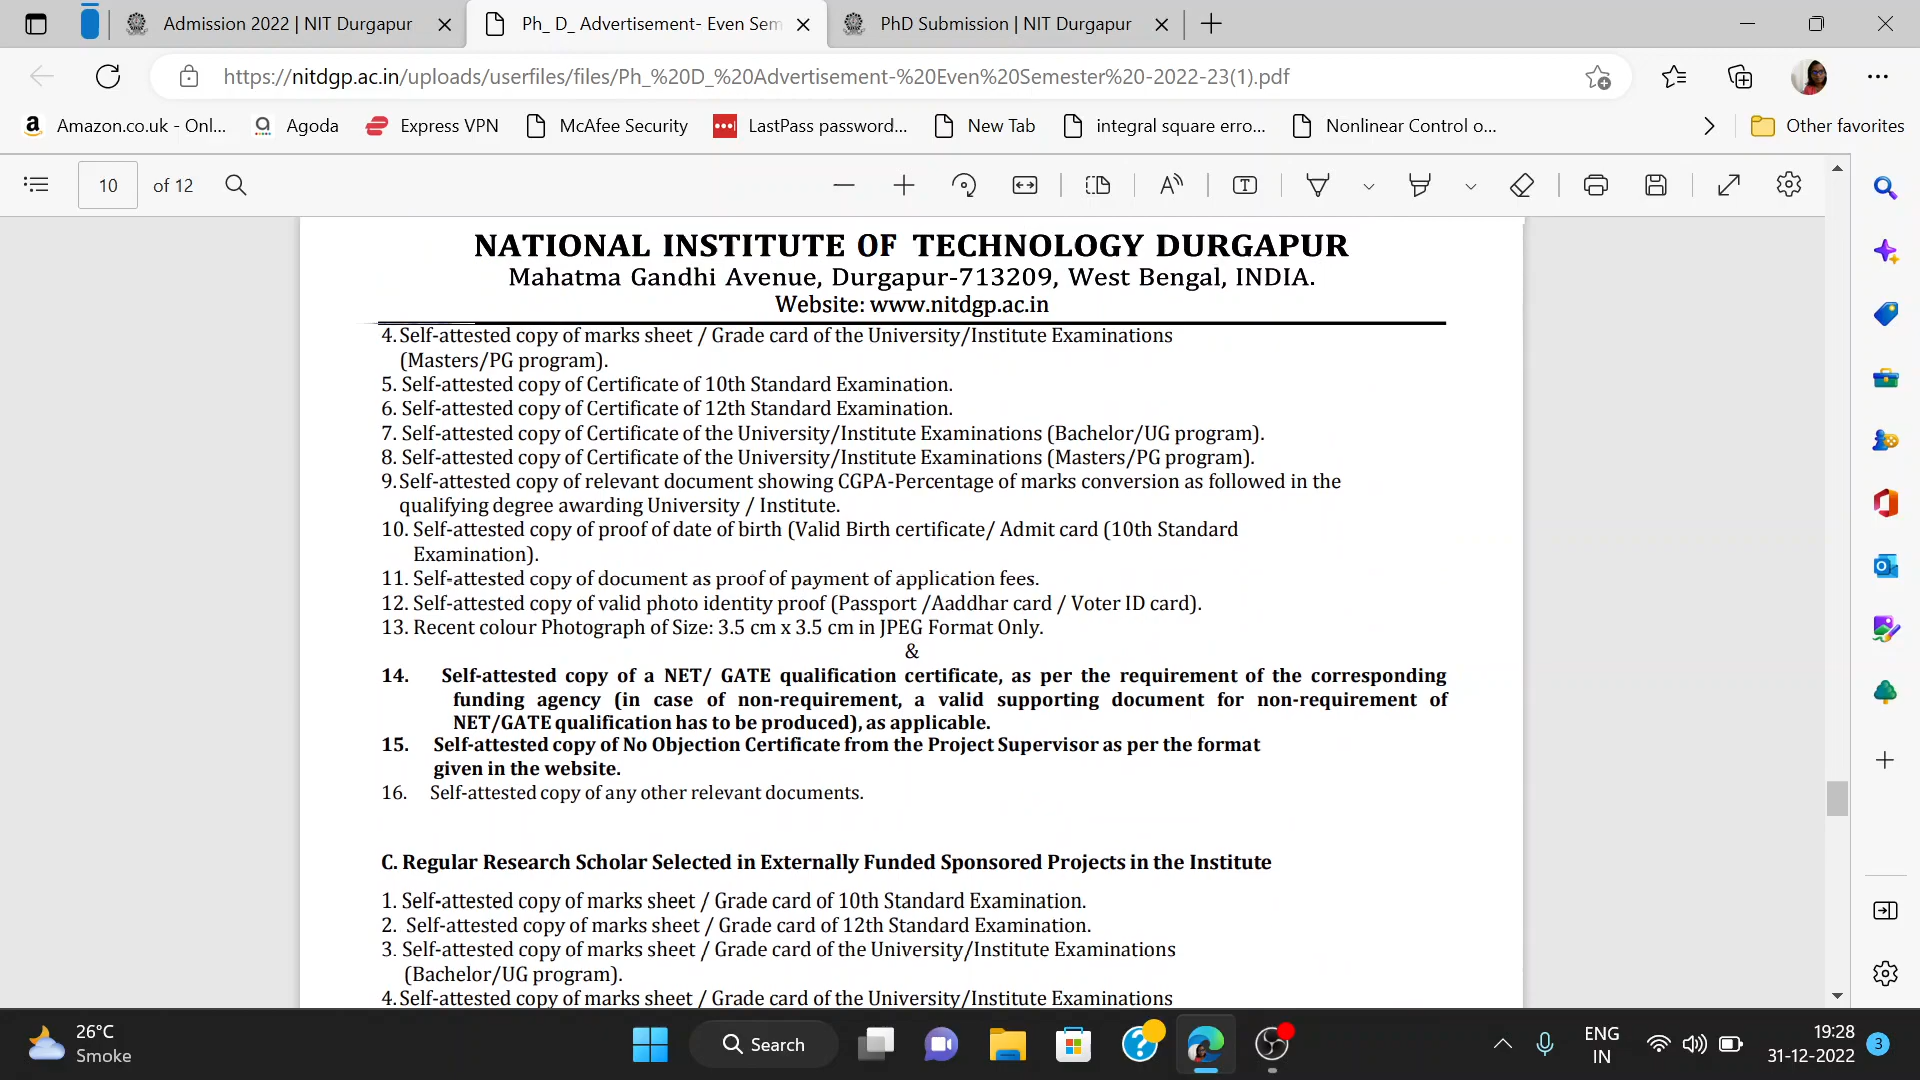 Admission 2022 | NIT Durgapur
Ph_ D_ Advertisement- Even Sem
PhD Submission | NIT Durgapur
https://nitdgp.ac.in/uploads/userfiles/files/Ph_%20D_%20Advertisement-%20Even%20Semester%20-2022-23(1).pdf
Amazon.co.uk - Onl...
Agoda
Express VPN
McAfee Security
LastPass password...
New Tab
integral square erro...
Nonlinear Control o...
Other favorites
10 of 12
NATIONAL INSTITUTE OF TECHNOLOGY DURGAPUR
Mahatma Gandhi Avenue, Durgapur-713209, West Bengal, INDIA.
Website: www.nitdgp.ac.in
4. Self-attested copy of marks sheet / Grade card of the University/Institute Examinations
(Masters/PG program).
5. Self-attested copy of Certificate of 10th Standard Examination.
6. Self-attested copy of Certificate of 12th Standard Examination.
7. Self-attested copy of Certificate of the University/Institute Examinations (Bachelor/UG program).
8. Self-attested copy of Certificate of the University/Institute Examinations (Masters/PG program).
9. Self-attested copy of relevant document showing CGPA-Percentage of marks conversion as followed in the
qualifying degree awarding University / Institute.
10. Self-attested copy of proof of date of birth (Valid Birth certificate/ Admit card (10th Standard
Examination).
11. Self-attested copy of document as proof of payment of application fees.
12. Self-attested copy of valid photo identity proof (Passport /Aaddhar card / Voter ID card).
13. Recent colour Photograph of Size: 3.5 cm x 3.5 cm in JPEG Format Only.
&
14. Self-attested copy of a NET/ GATE qualification certificate, as per the requirement of the corresponding
funding agency (in case of non-requirement, a valid supporting document for non-requirement of
NET/GATE qualification has to be produced), as applicable.
15. Self-attested copy of No Objection Certificate from the Project Supervisor as per the format
given in the website.
16. Self-attested copy of any other relevant documents.
C. Regular Research Scholar Selected in Externally Funded Sponsored Projects in the Institute
1. Self-attested copy of marks sheet / Grade card of 10th Standard Examination.
2. Self-attested copy of marks sheet / Grade card of 12th Standard Examination.
3. Self-attested copy of marks sheet / Grade card of the University/Institute Examinations
(Bachelor/UG program).
4. Self-attested copy of marks sheet / Grade card of the University/Institute Examinations
26°C
Smoke
Search
ENG
IN
19:28
31-12-2022
3